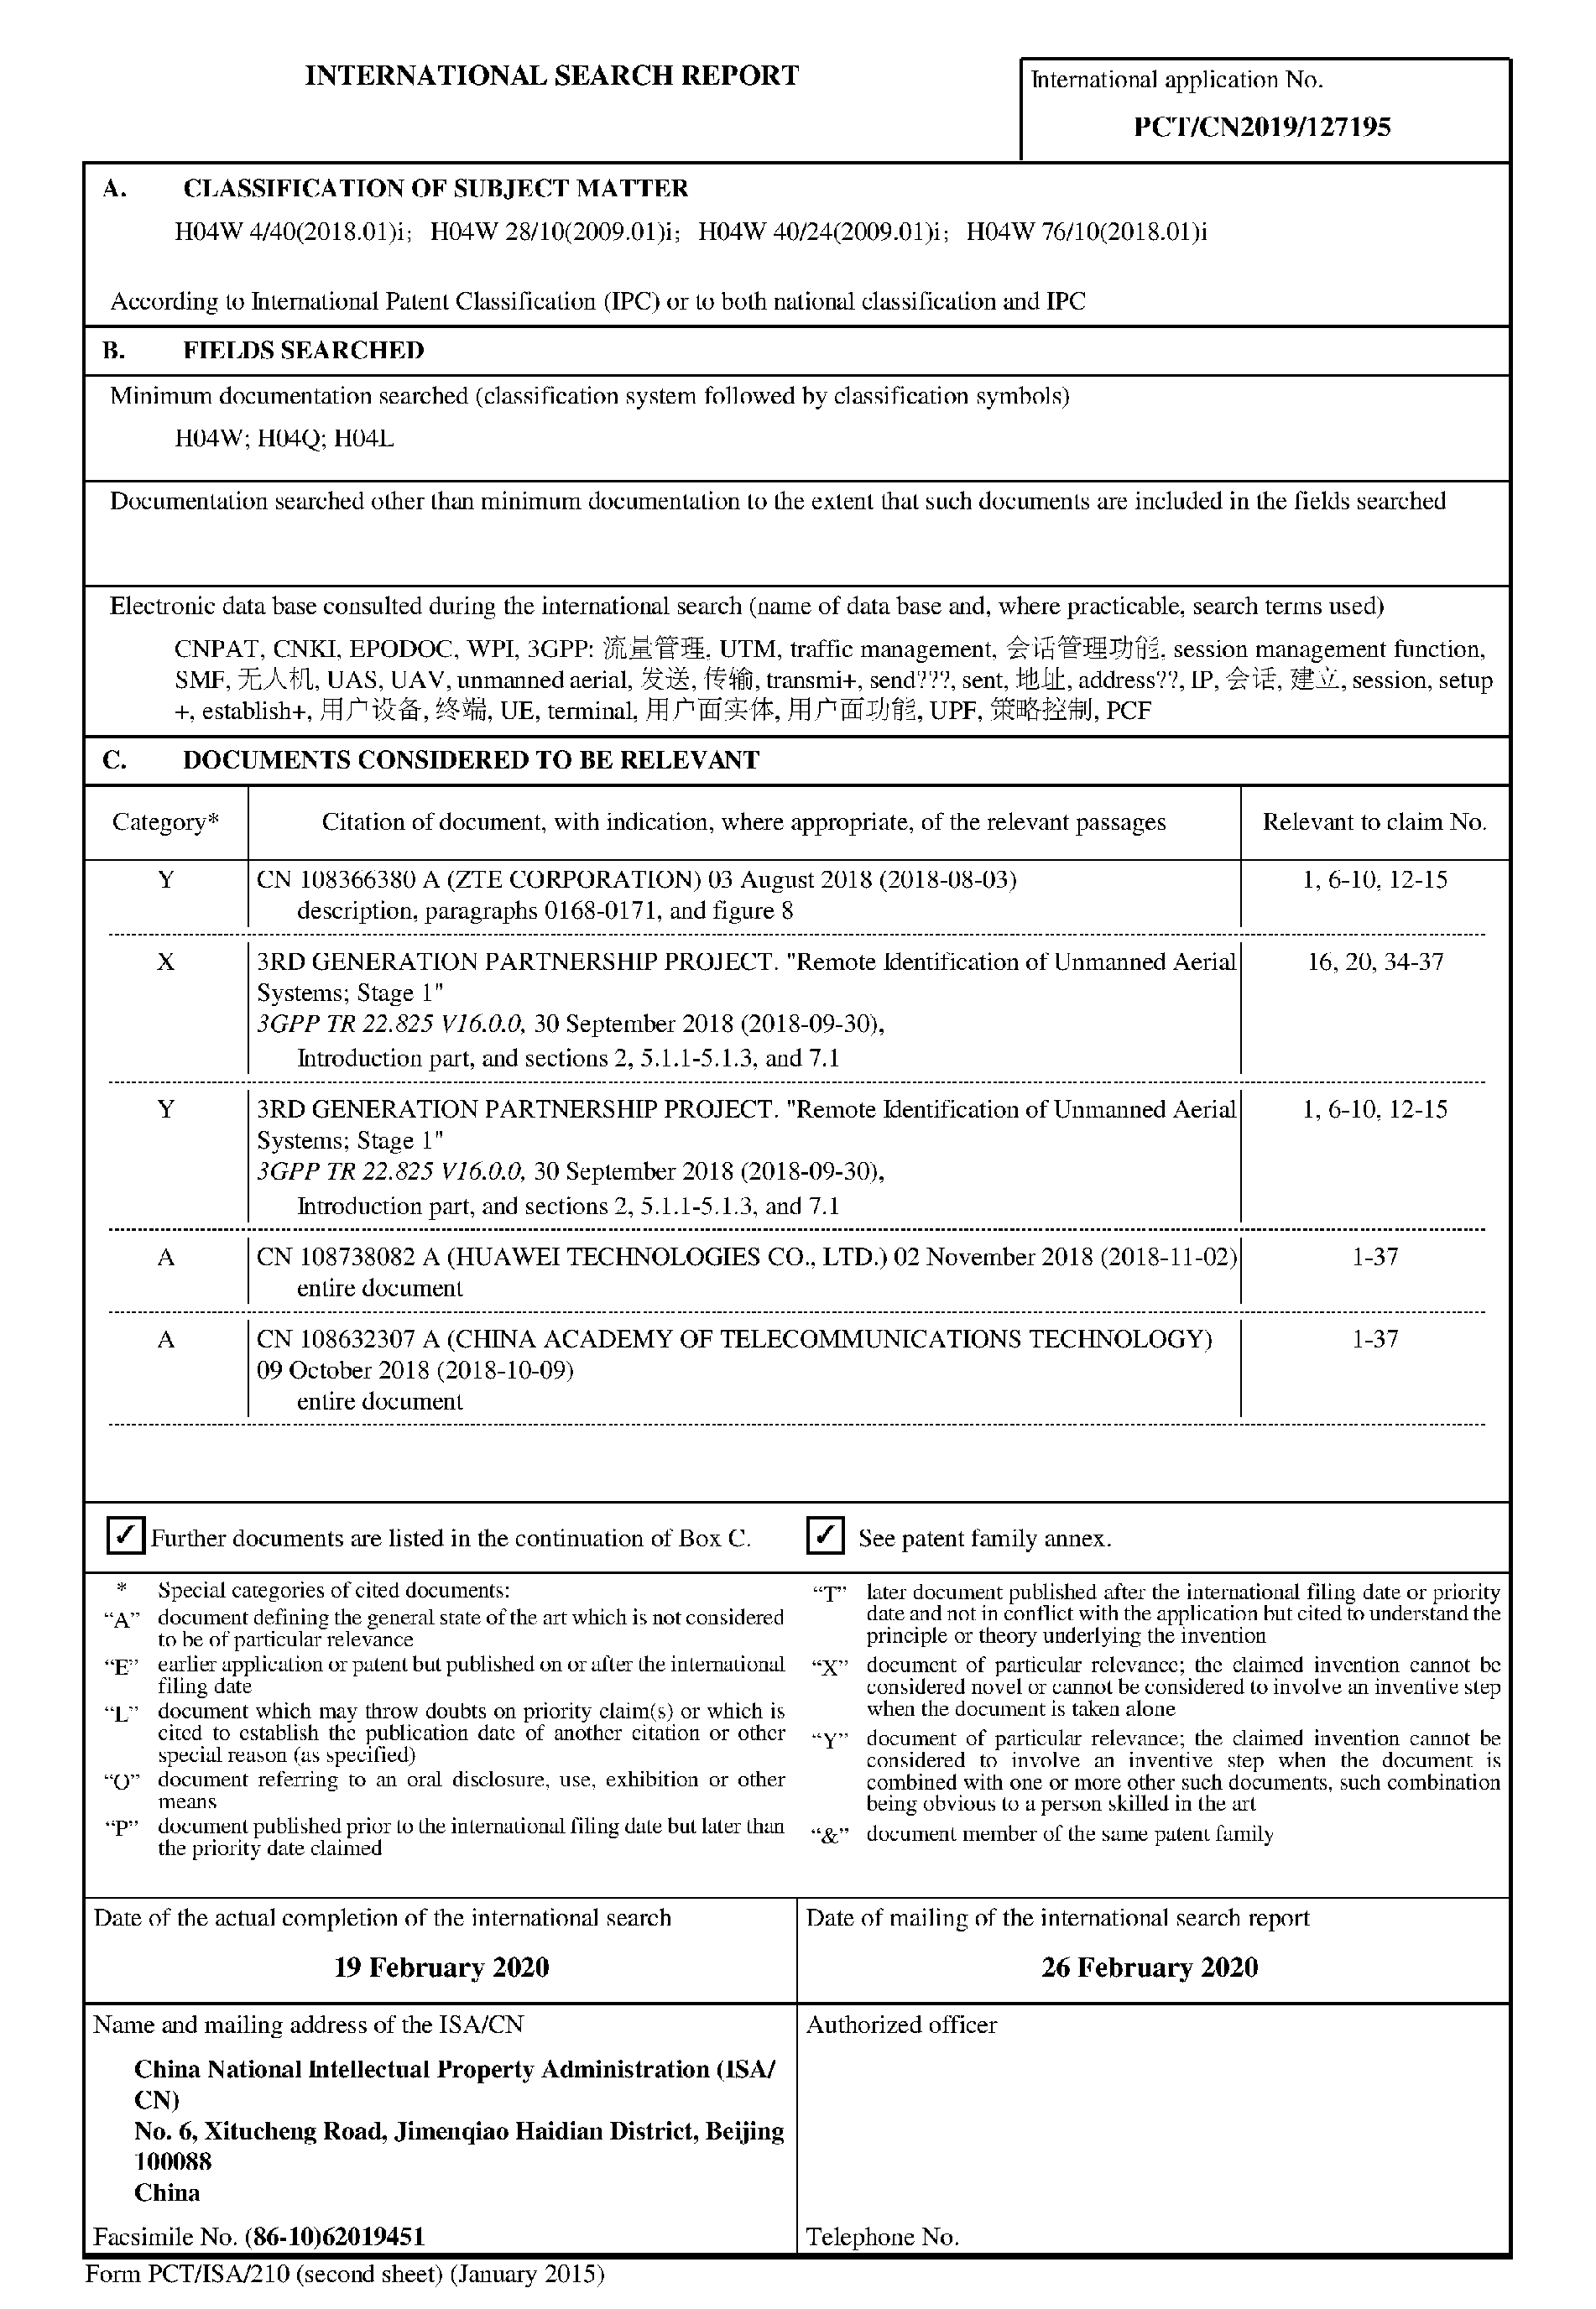 INTERNATIONAL SEARCH REPORT
International application No.
PCT/CN2019/127195
A. CLASSIFICATION OF SUBJECT MATTER
H04W 4/40(2018.01)i; H04W 28/10(2009.01)i; H04W 40/24(2009.01)i; H04W 76/10(2018.01)i
According to International Patent Classification (IPC) or to both national classification and IPC
B. FIELDS SEARCHED
Minimum documentation searched (classification system followed by classification symbols)
H04W; H04Q; H04L
Documentation searched other than minimum documentation to the extent that such documents are included in the fields searched
Electronic data base consulted during the international search (name of data base and, where practicable, search terms used)
CNPAT, CNKI, EPODOC, WPI, 3GPP: 流量管理, UTM, traffic management, 会话管理功能, session management function,
SMF, 无人机, UAS, UAV, unmanned aerial, 发送, 传输, transmi+, send???, sent, 地址, address??, IP, 会话, 建立, session, setup
+, establish+, 用户设备, 终端, UE, terminal, 用户面实体, 用户面功能, UPF, 策略控制, PCF
C. DOCUMENTS CONSIDERED TO BE RELEVANT
Category* Citation of document, with indication, where appropriate, of the relevant passages Relevant to claim No.
Y CN 108366380 A (ZTE CORPORATION) 03 August 2018 (2018-08-03) 1, 6-10, 12-15
description, paragraphs 0168-0171, and figure 8
X 3RD GENERATION PARTNERSHIP PROJECT. "Remote Identification of Unmanned Aerial 16, 20, 34-37
Systems; Stage 1"
3GPP TR 22.825 V16.0.0, 30 September 2018 (2018-09-30),
Introduction part, and sections 2, 5.1.1-5.1.3, and 7.1
Y 3RD GENERATION PARTNERSHIP PROJECT. "Remote Identification of Unmanned Aerial 1, 6-10, 12-15
Systems; Stage 1"
3GPP TR 22.825 V16.0.0, 30 September 2018 (2018-09-30),
Introduction part, and sections 2, 5.1.1-5.1.3, and 7.1
A CN 108738082 A (HUAWEI TECHNOLOGIES CO., LTD.) 02 November 2018 (2018-11-02) 1-37
entire document
A CN 108632307 A (CHINA ACADEMY OF TELECOMMUNICATIONS TECHNOLOGY) 1-37
09 October 2018 (2018-10-09)
entire document
✓ Further documents are listed in the continuation of Box C. ✓ See patent family annex.
* Special categories of cited documents:
“A” document defining the general state of the art which is not considered
to be of particular relevance
“E” earlier application or patent but published on or after the international
filing date
“L” document which may throw doubts on priority claim(s) or which is
cited to establish the publication date of another citation or other
special reason (as specified)
“O” document referring to an oral disclosure, use, exhibition or other
means
“P” document published prior to the international filing date but later than
the priority date claimed
“T” later document published after the international filing date or priority
date and not in conflict with the application but cited to understand the
principle or theory underlying the invention
“X” document of particular relevance; the claimed invention cannot be
considered novel or cannot be considered to involve an inventive step
when the document is taken alone
“Y” document of particular relevance; the claimed invention cannot be
considered to involve an inventive step when the document is
combined with one or more other such documents, such combination
being obvious to a person skilled in the art
“&” document member of the same patent family
Date of the actual completion of the international search
19 February 2020
Date of mailing of the international search report
26 February 2020
Name and mailing address of the ISA/CN
China National Intellectual Property Administration (ISA/
CN)
No. 6, Xitucheng Road, Jimenqiao Haidian District, Beijing
100088
China
Facsimile No. (86-10)62019451
Authorized officer
Telephone No.
Form PCT/ISA/210 (second sheet) (January 2015)